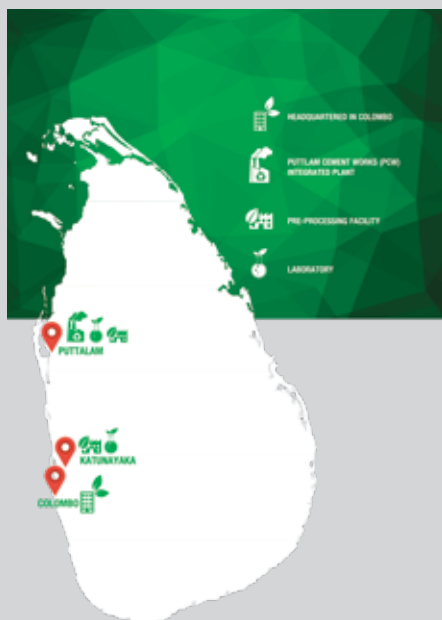 HEADQUARTERED IN COLOMBO
PUTTLAM CEMENT WORKS (PCW)
INTEGRATED PLANT
PRE-PROCESSING FACILITY
LABORATORY
PUTTALAM
KATUNAYAKA
COLOMBO